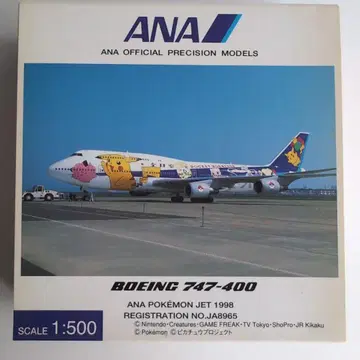 ANA
ANA OFFICIAL PRECISION MODELS
BOEING 747-400
ANA POKÉMON JET 1998
REGISTRATION NO.JA8965
SCALE 1:500
©Nintendo・Creatures・GAME FREAK・TV Tokyo・ShoPro・JR Kikaku
©Pokémon ©ピカチュウプロジェクト